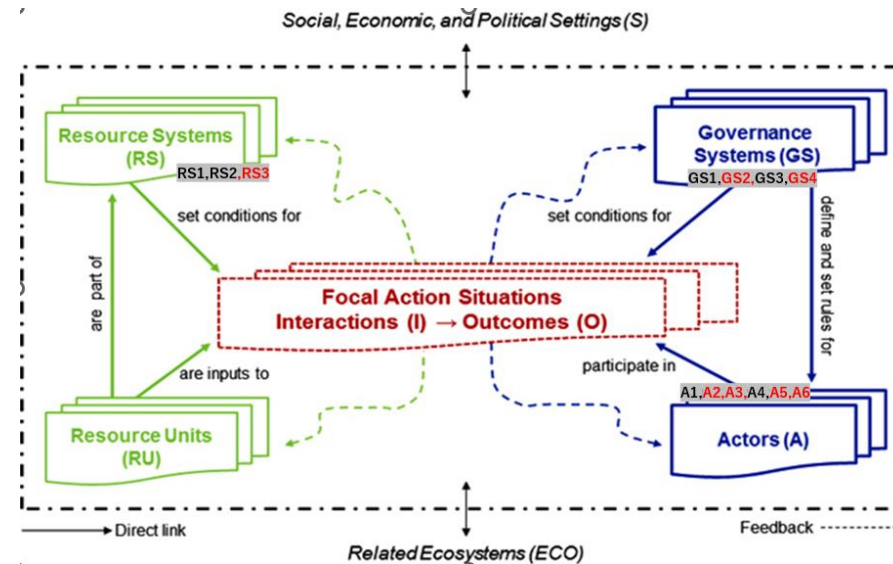 Social, Economic, and Political Settings (S)
Resource Systems
(RS)
RS1,RS2,RS3
Governance
Systems (GS)
GS1,GS2,GS3,GS4
set conditions for
set conditions for
are part of
define and set rules for
Focal Action Situations
Interactions (I) → Outcomes (O)
are inputs to
participate in
A1,A2,A3,A4,A5,A6
Resource Units
(RU)
Actors (A)
Direct link
Feedback
Related Ecosystems (ECO)